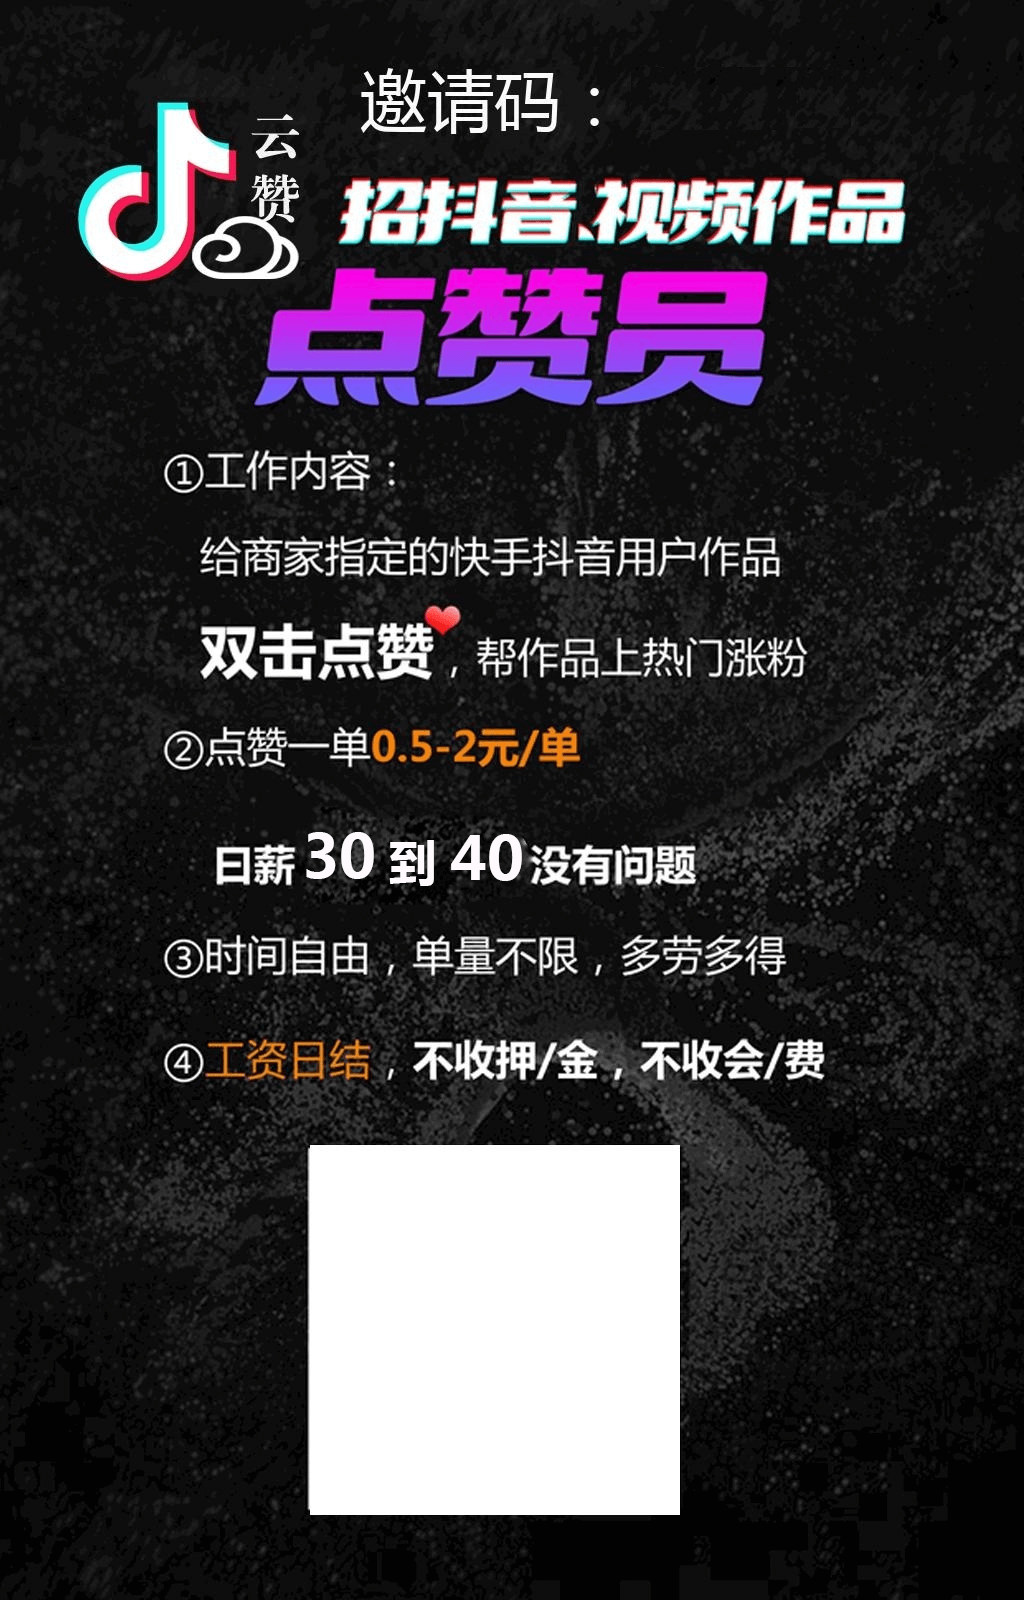 云赞
邀请码：
招抖音、视频作品
点赞员
①工作内容：
给商家指定的快手抖音用户作品
双击点赞，帮作品上热门涨粉
②点赞一单0.5-2元/单
日薪30到40没有问题
③时间自由，单量不限，多劳多得
④工资日结，不收押/金，不收会/费